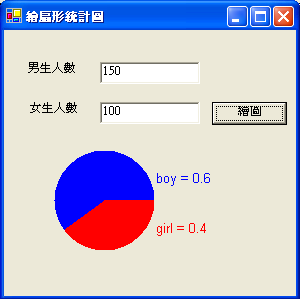 繪扇形統計圖
男生人數 150
女生人數 100 繪圖
boy = 0.6
girl = 0.4